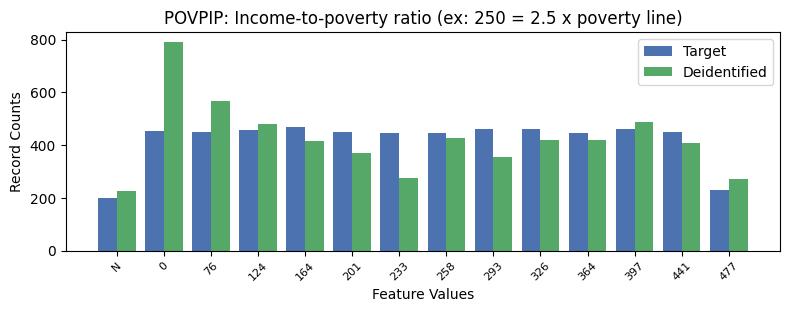 POVPIP: Income-to-poverty ratio (ex: 250 = 2.5 x poverty line)
Target
Deidentified
Record Counts
800
600
400
200
0
N 0 76 124 164 201 233 258 293 326 364 397 441 477
Feature Values